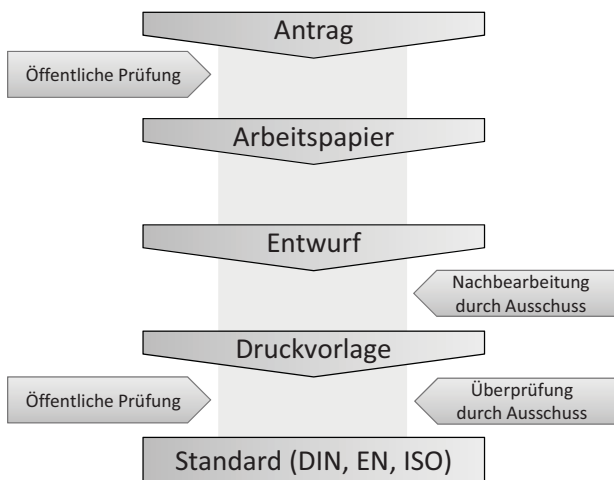 Antrag
Öffentliche Prüfung
Arbeitspapier
Entwurf
Nachbearbeitung
durch Ausschuss
Druckvorlage
Öffentliche Prüfung
Überprüfung
durch Ausschuss
Standard (DIN, EN, ISO)